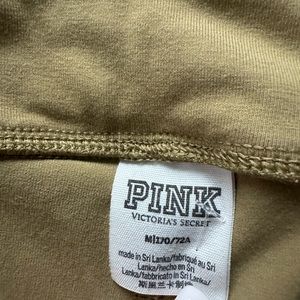 PINK
VICTORIA'S SECRET
M|170/72A
made in Sri Lanka/fabriqué au Sri
Lanka/hecho en Sri
Lanka/fabricado in Sri Lanka
斯里兰卡制